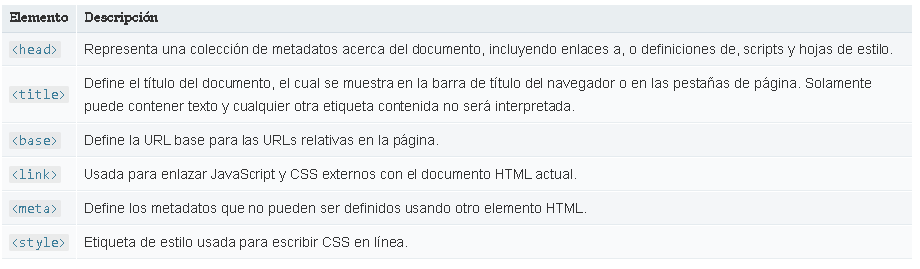 Elemento Descripción
<head> Representa una colección de metadatos acerca del documento, incluyendo enlaces a, o definiciones de, scripts y hojas de estilo.
<title> Define el título del documento, el cual se muestra en la barra de título del navegador o en las pestañas de página. Solamente
puede contener texto y cualquier otra etiqueta contenida no será interpretada.
<base> Define la URL base para las URLs relativas en la página.
<link> Usada para enlazar JavaScript y CSS externos con el documento HTML actual.
<meta> Define los metadatos que no pueden ser definidos usando otro elemento HTML.
<style> Etiqueta de estilo usada para escribir CSS en línea.